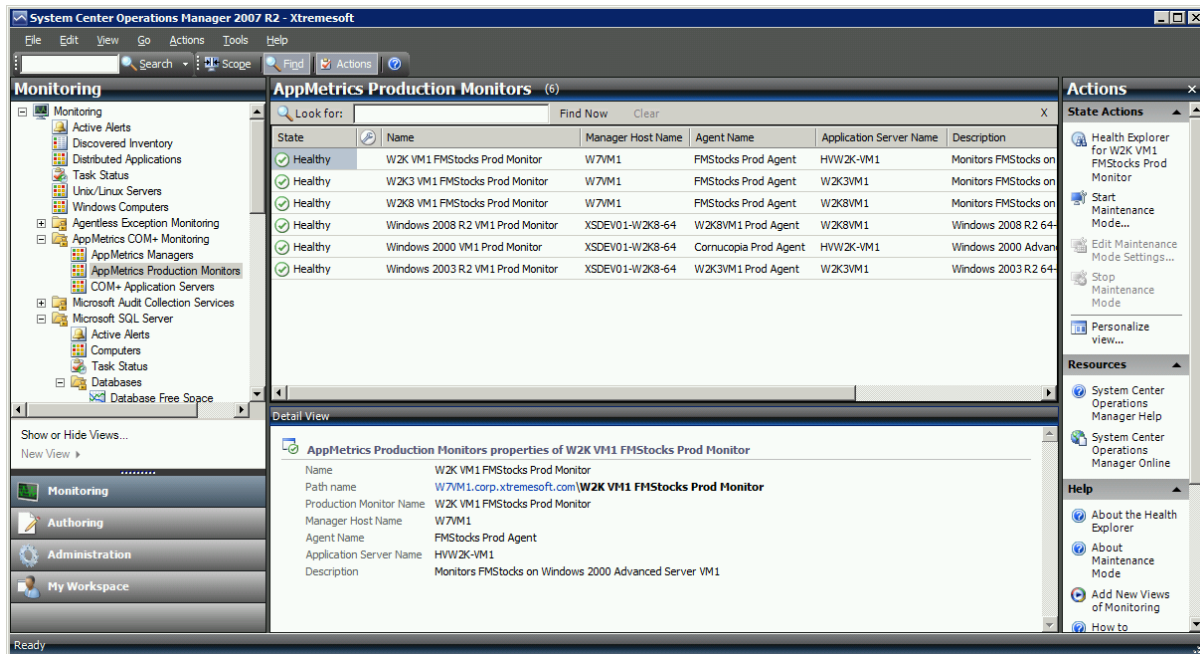 System Center Operations Manager 2007 R2 - Xtremesoft
File Edit View Go Actions Tools Help
Search Scope Find Actions
Monitoring
Monitoring
Active Alerts
Discovered Inventory
Distributed Applications
Task Status
Unix/Linux Servers
Windows Computers
Agentless Exception Monitoring
AppMetrics COM+ Monitoring
AppMetrics Managers
AppMetrics Production Monitors
COM+ Application Servers
Microsoft Audit Collection Services
Microsoft SQL Server
Active Alerts
Computers
Task Status
Databases
Database Free Space
Show or Hide Views...
New View
Monitoring
Authoring
Administration
My Workspace
AppMetrics Production Monitors (6)
Look for: Find Now Clear X
State Name Manager Host Name Agent Name Application Server Name Description
Healthy W2K VM1 FMStocks Prod Monitor W7VM1 FMStocks Prod Agent HVW2K-VM1 Monitors FMStocks on
Healthy W2K3 VM1 FMStocks Prod Monitor W7VM1 FMStocks Prod Agent W2K3VM1 Monitors FMStocks on
Healthy W2K8 VM1 FMStocks Prod Monitor W7VM1 FMStocks Prod Agent W2K8VM1 Monitors FMStocks on
Healthy Windows 2008 R2 VM1 Prod Monitor XSDEV01-W2K8-64 W2K8VM1 Prod Agent W2K8VM1 Windows 2008 R2 64-
Healthy Windows 2000 VM1 Prod Monitor XSDEV01-W2K8-64 Cornucopia Prod Agent HVW2K-VM1 Windows 2000 Advan
Healthy Windows 2003 R2 VM1 Prod Monitor XSDEV01-W2K8-64 W2K3VM1 Prod Agent W2K3VM1 Windows 2003 R2 64-
Detail View
AppMetrics Production Monitors properties of W2K VM1 FMStocks Prod Monitor
Name W2K VM1 FMStocks Prod Monitor
Path name W7VM1.corp.xtremesoft.com\W2K VM1 FMStocks Prod Monitor
Production Monitor Name W2K VM1 FMStocks Prod Monitor
Manager Host Name W7VM1
Agent Name FMStocks Prod Agent
Application Server Name HVW2K-VM1
Description Monitors FMStocks on Windows 2000 Advanced Server VM1
Actions X
State Actions
Health Explorer
for W2K VM1
FMStocks Prod
Monitor
Start
Maintenance
Mode...
Edit Maintenance
Mode Settings...
Stop
Maintenance
Mode
Personalize
view...
Resources
System Center
Operations
Manager Help
System Center
Operations
Manager Online
Help
About the Health
Explorer
About
Maintenance
Mode
Add New Views
of Monitoring
How to
Ready